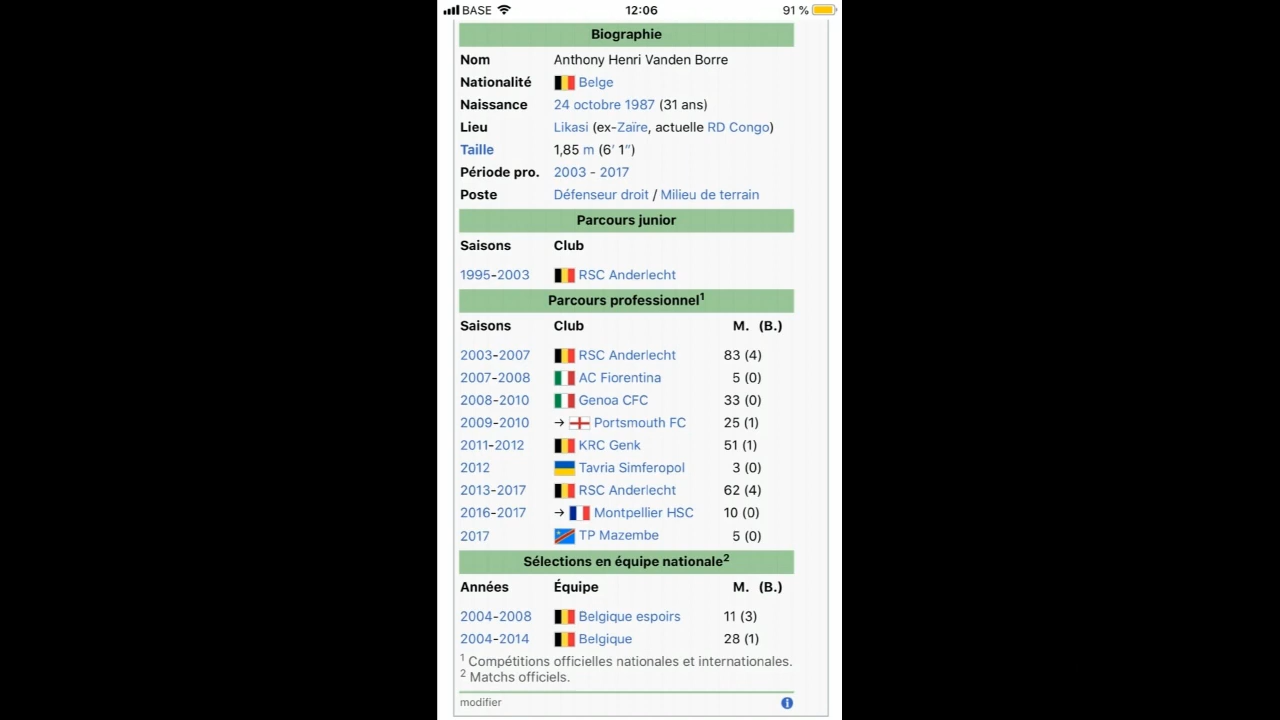 BASE 12:06 91 %
Biographie
Nom Anthony Henri Vanden Borre
Nationalité Belge
Naissance 24 octobre 1987 (31 ans)
Lieu Likasi (ex-Zaïre, actuelle RD Congo)
Taille 1,85 m (6′ 1″)
Période pro. 2003 - 2017
Poste Défenseur droit / Milieu de terrain
Parcours junior
Saisons Club
1995-2003 RSC Anderlecht
Parcours professionnel¹
Saisons Club M. (B.)
2003-2007 RSC Anderlecht 83 (4)
2007-2008 AC Fiorentina 5 (0)
2008-2010 Genoa CFC 33 (0)
2009-2010 → Portsmouth FC 25 (1)
2011-2012 KRC Genk 51 (1)
2012 Tavria Simferopol 3 (0)
2013-2017 RSC Anderlecht 62 (4)
2016-2017 → Montpellier HSC 10 (0)
2017 TP Mazembe 5 (0)
Sélections en équipe nationale²
Années Équipe M. (B.)
2004-2008 Belgique espoirs 11 (3)
2004-2014 Belgique 28 (1)
¹ Compétitions officielles nationales et internationales.
² Matchs officiels.
modifier